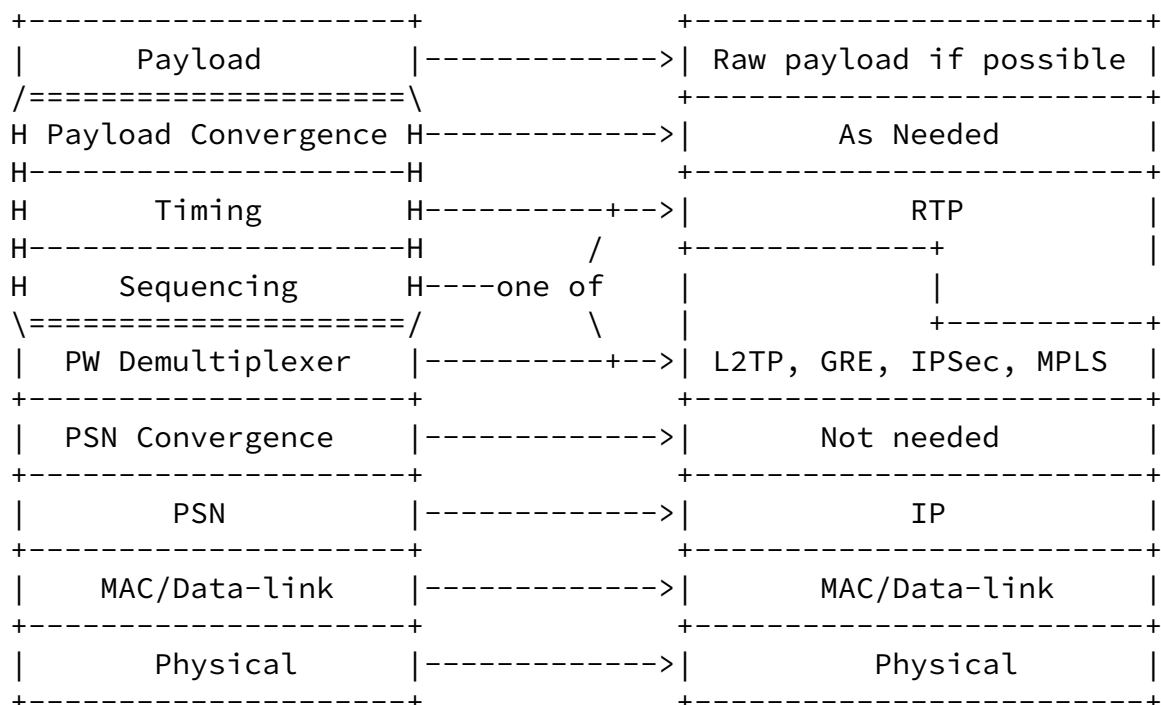 +---------------------+              +-------------------------+
|       Payload       |------------->| Raw payload if possible |
/=====================\              +-------------------------+
H Payload Convergence H------------->|        As Needed        |
H---------------------H              +-------------------------+
H       Timing        H----------+-->|            RTP          |
H---------------------H         /    +-------------+           |
H     Sequencing      H----one of    |             |
\=====================/         \    |             +-----------+
|  PW Demultiplexer   |----------+-->| L2TP, GRE, IPSec, MPLS  |
+---------------------+              +-------------------------+
|  PSN Convergence    |------------->|       Not needed        |
+---------------------+              +-------------------------+
|        PSN          |------------->|            IP           |
+---------------------+              +-------------------------+
|    MAC/Data-link    |------------->|       MAC/Data-link     |
+---------------------+              +-------------------------+
|       Physical      |------------->|          Physical       |
+---------------------+              +-------------------------+